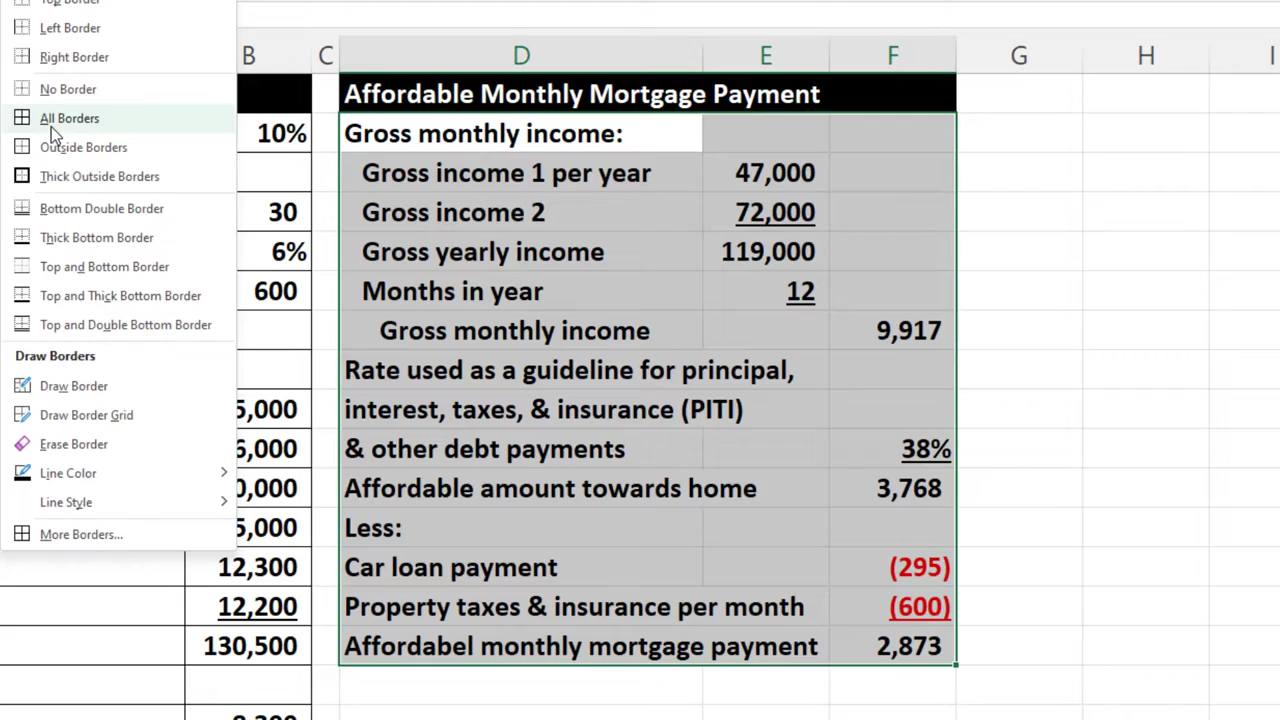 Left Border
Right Border
No Border
All Borders
Outside Borders
Thick Outside Borders
Bottom Double Border
Thick Bottom Border
Top and Bottom Border
Top and Thick Bottom Border
Top and Double Bottom Border
Draw Borders
Draw Border
Draw Border Grid
Erase Border
Line Color
Line Style
More Borders...
B C D E F G H I
10%
30
6%
600
12,300
12,200
130,500
Affordable Monthly Mortgage Payment
Gross monthly income:
Gross income 1 per year 47,000
Gross income 2 72,000
Gross yearly income 119,000
Months in year 12
Gross monthly income 9,917
Rate used as a guideline for principal,
interest, taxes, & insurance (PITI)
& other debt payments 38%
Affordable amount towards home 3,768
Less:
Car loan payment (295)
Property taxes & insurance per month (600)
Affordabel monthly mortgage payment 2,873